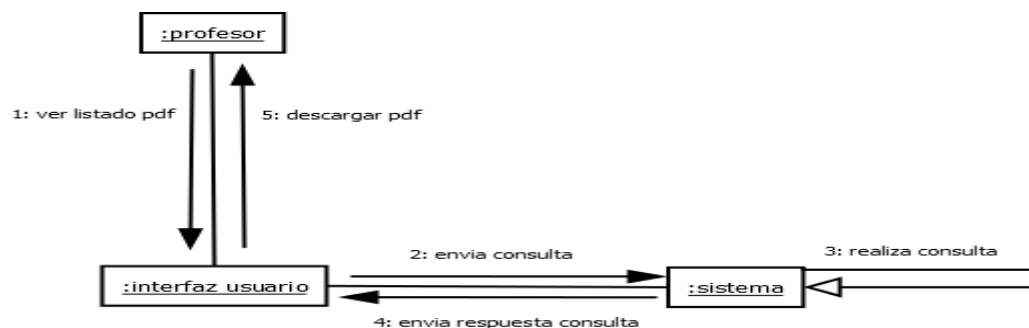 :profesor
1: ver listado pdf
5: descargar pdf
2: envia consulta
3: realiza consulta
:interfaz usuario
:sistema
4: envia respuesta consulta